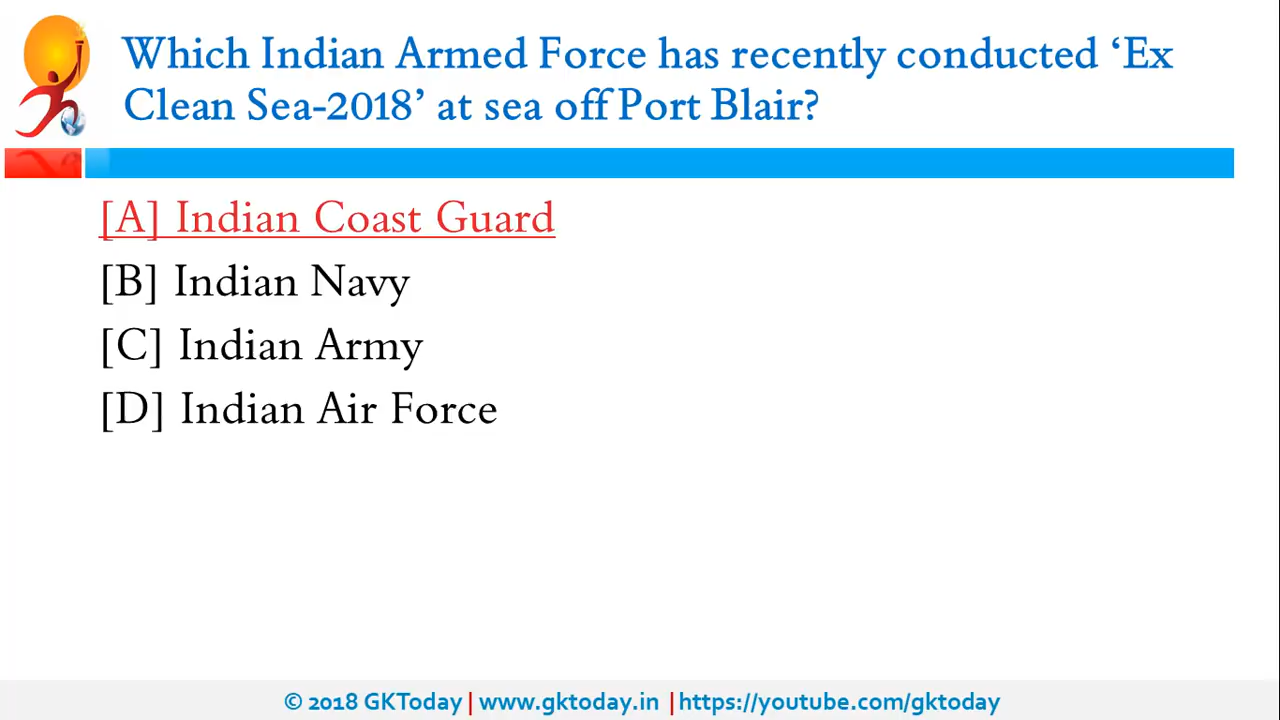 Which Indian Armed Force has recently conducted ‘Ex
Clean Sea-2018’ at sea off Port Blair?
[A] Indian Coast Guard
[B] Indian Navy
[C] Indian Army
[D] Indian Air Force
© 2018 GKToday | www.gktoday.in | https://youtube.com/gktoday